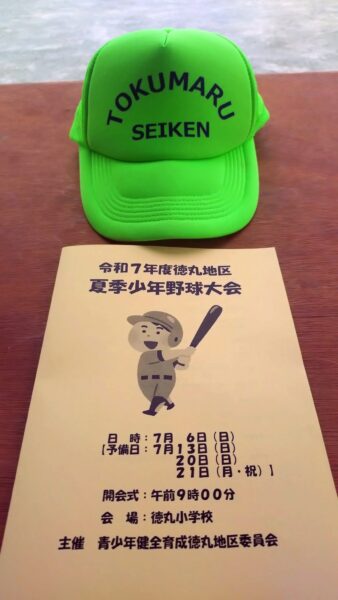 TOKUMARU
SEIKEN
令和7年度徳丸地区
夏季少年野球大会
日　時：7月　6日（日）
【予備日：7月13日（日）
20日（日）
21日（月・祝）】
開会式：午前9時00分
会　場：徳丸小学校
主催　青少年健全育成徳丸地区委員会